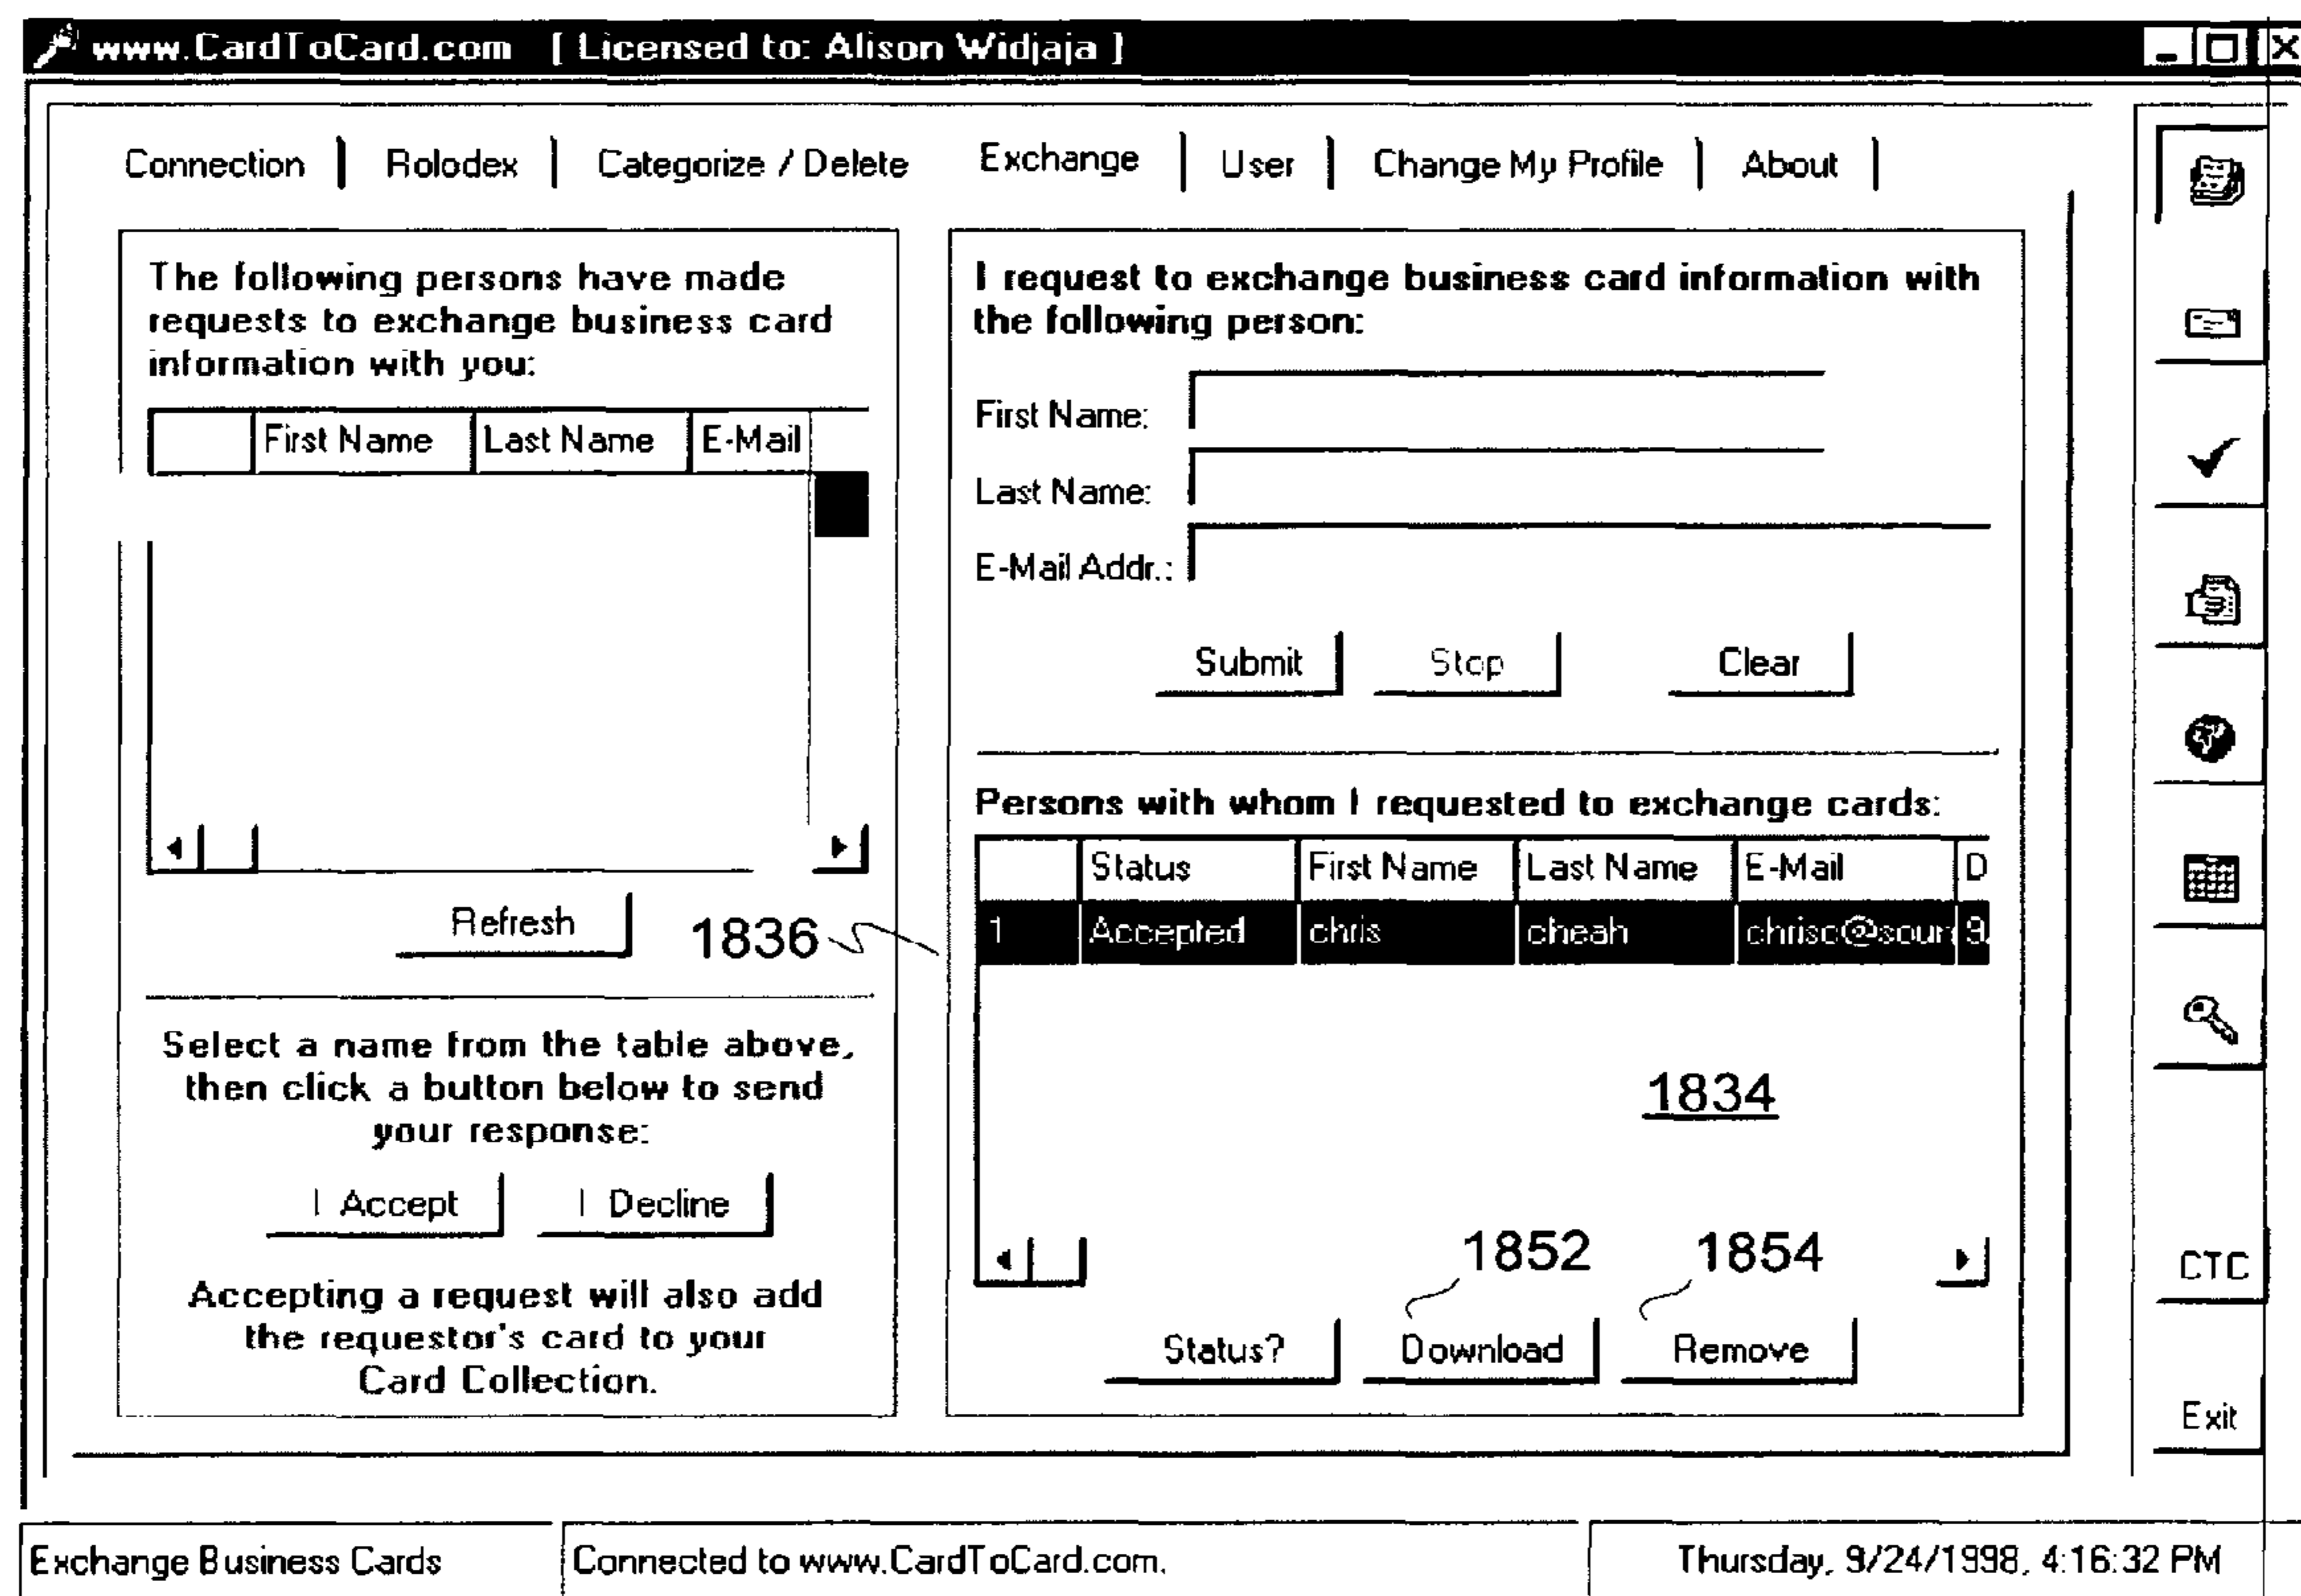 www.CardToCard.com [ Licensed to: Alison Widjaja ]
Connection Rolodex Categorize / Delete Exchange User Change My Profile About
The following persons have made
requests to exchange business card
information with you:
First Name Last Name E-Mail
Refresh
Select a name from the table above,
then click a button below to send
your response:
I Accept I Decline
Accepting a request will also add
the requestor's card to your
Card Collection.
I request to exchange business card information with
the following person:
First Name:
Last Name:
E-Mail Addr.:
Submit Stop Clear
Persons with whom I requested to exchange cards:
Status First Name Last Name E-Mail D
1 Accepted chris cheah
1836
1834
1852 1854
Status? Download Remove
CTC
Exit
Exchange Business Cards Connected to www.CardToCard.com. Thursday, 9/24/1998, 4:16:32 PM